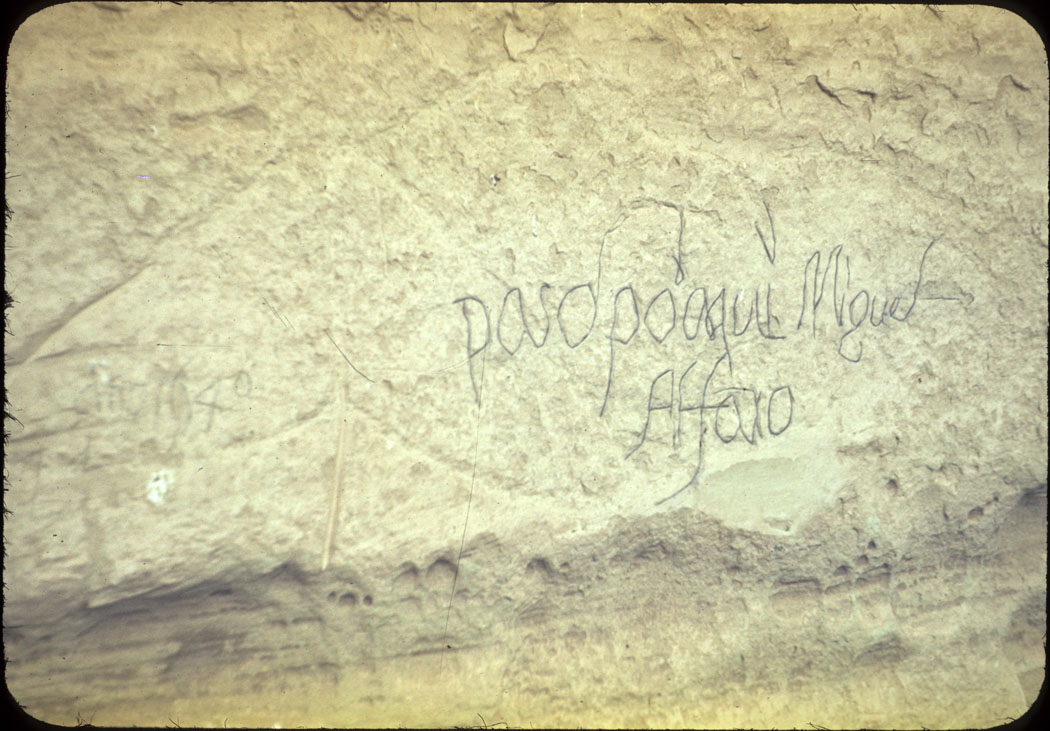 paso por aqui Miguel
Alfaro